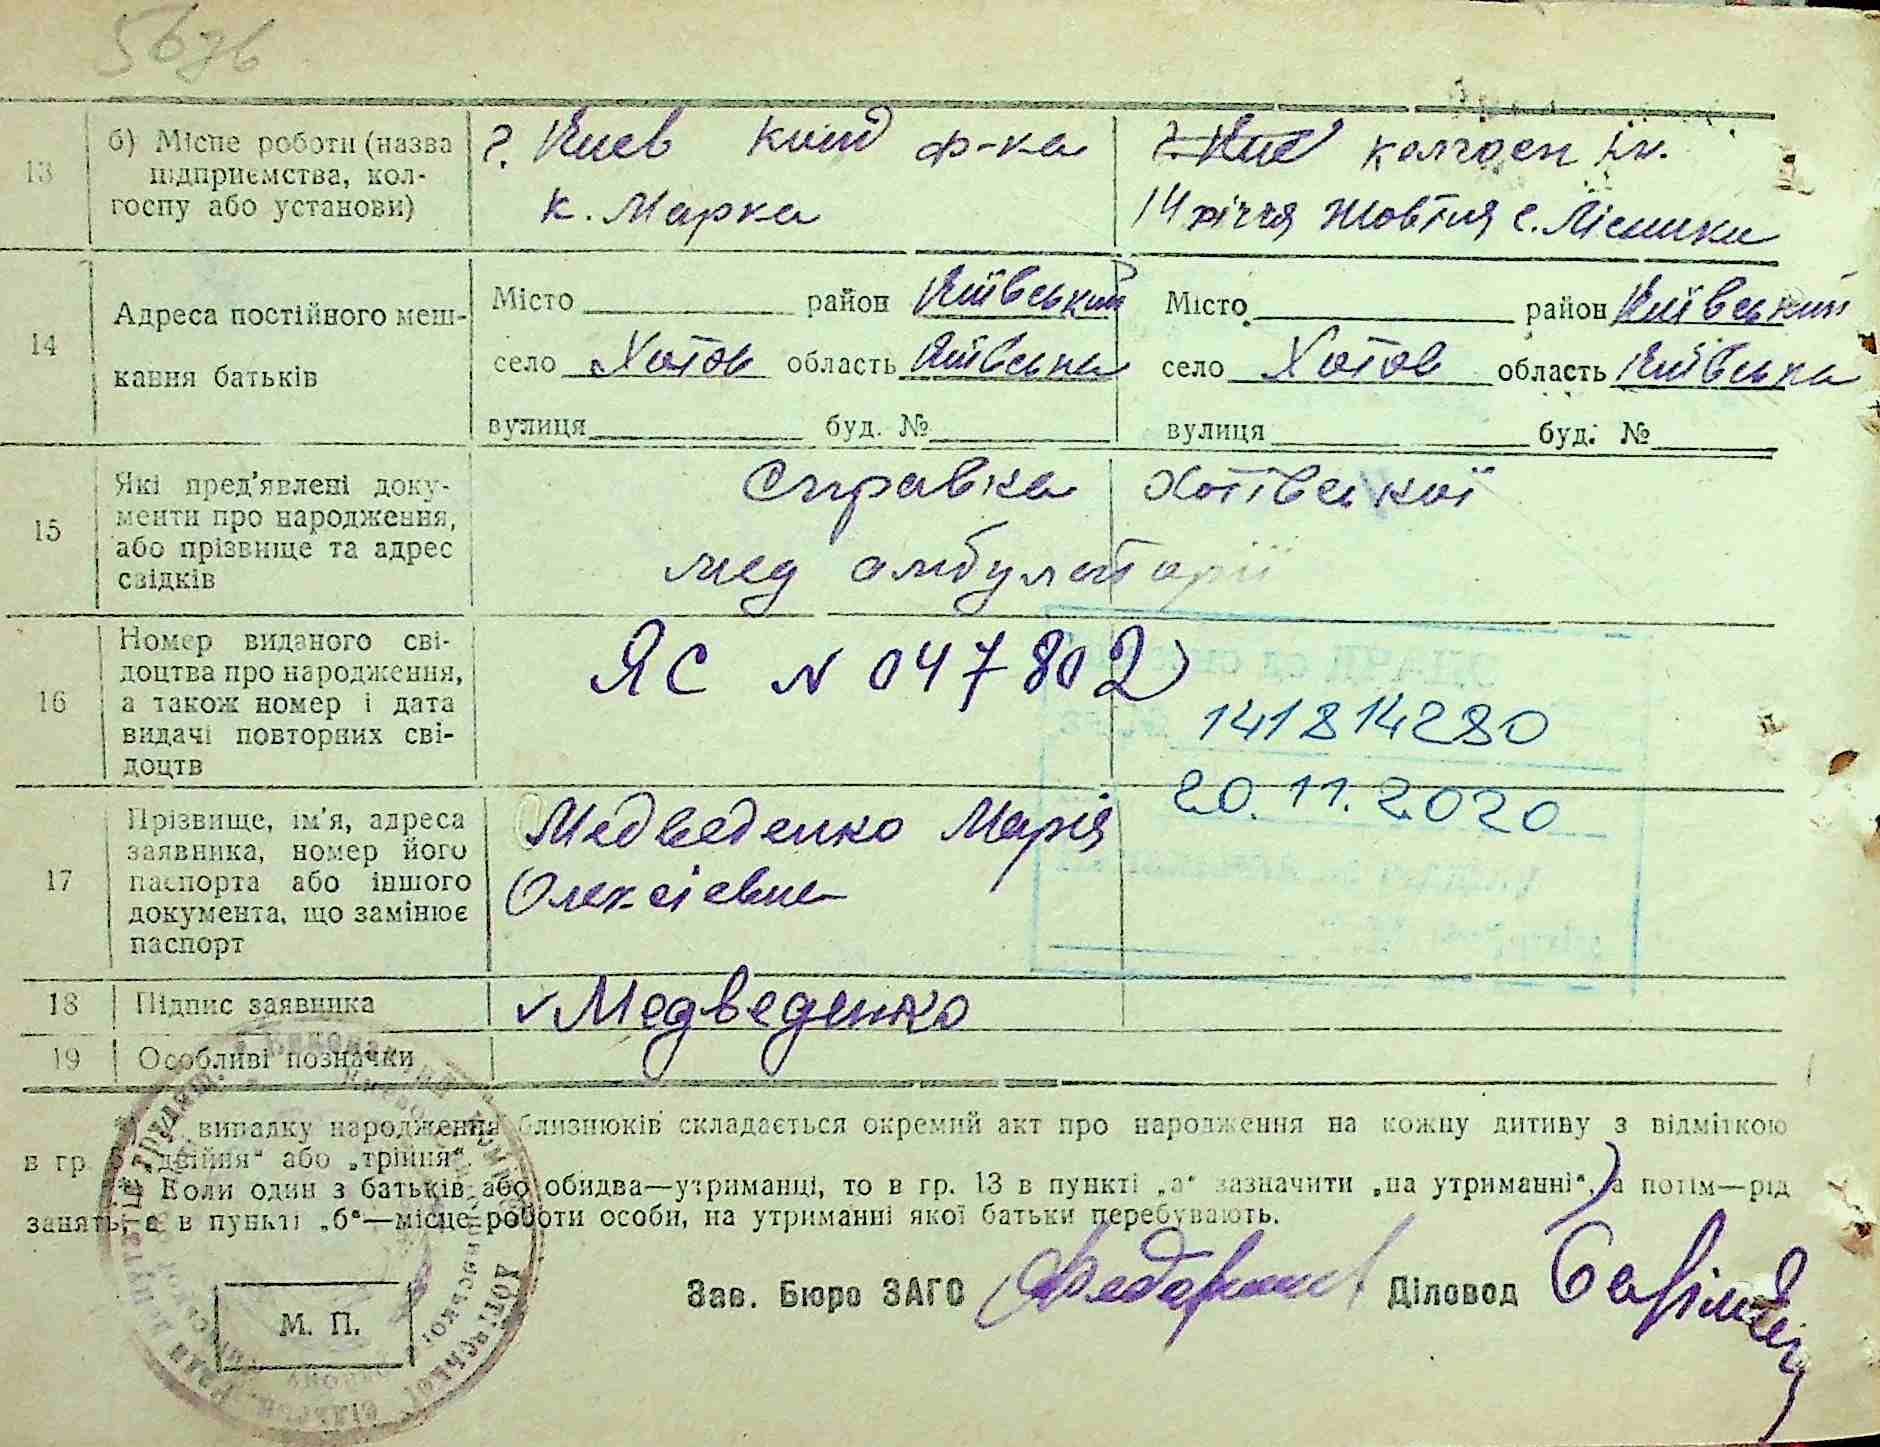 13
б) Місце роботи (назва
підприємства, кол-
госпу або установи)
г. Киев конд ф-ка
к. Маркса
г. Киев колгосп ім.
14 річчя Жовтня с. Лісники
14
Адреса постійного меш-
кання батьків
Місто район Київський
село Хотов область Київська
вулиця буд. №
Місто район Київський
село Хотов область Київська
вулиця буд. №
15
Які пред'явлені доку-
менти про народження,
або прізвище та адрес
свідків
Справка Хотівської
мед амбулаторії
16
Номер виданого сві-
доцтва про народження,
а також номер і дата
видачі повторних сві-
доцтв
ЯС N 047802
141814280
20.11.2020
17
Прізвище, ім'я, адреса
заявника, номер його
паспорта або іншого
документа, що замінює
паспорт
Медведенко Марія
Олексіевна
18
Підпис заявника
Медведенко
19
Особливі позначки
випадку народження близнюків складається окремий акт про народження на кожну дитину з відміткою
в гр. „двійня“ або „трійня“.
Коли один з батьків або обидва—утриманці, то в гр. 13 в пункті „а“ зазначити „на утриманні“, а потім—рід
занять, а в пункті „б“—місце роботи особи, на утриманні якої батьки перебувають.
Зав. Бюро ЗАГС
Діловод
М. П.